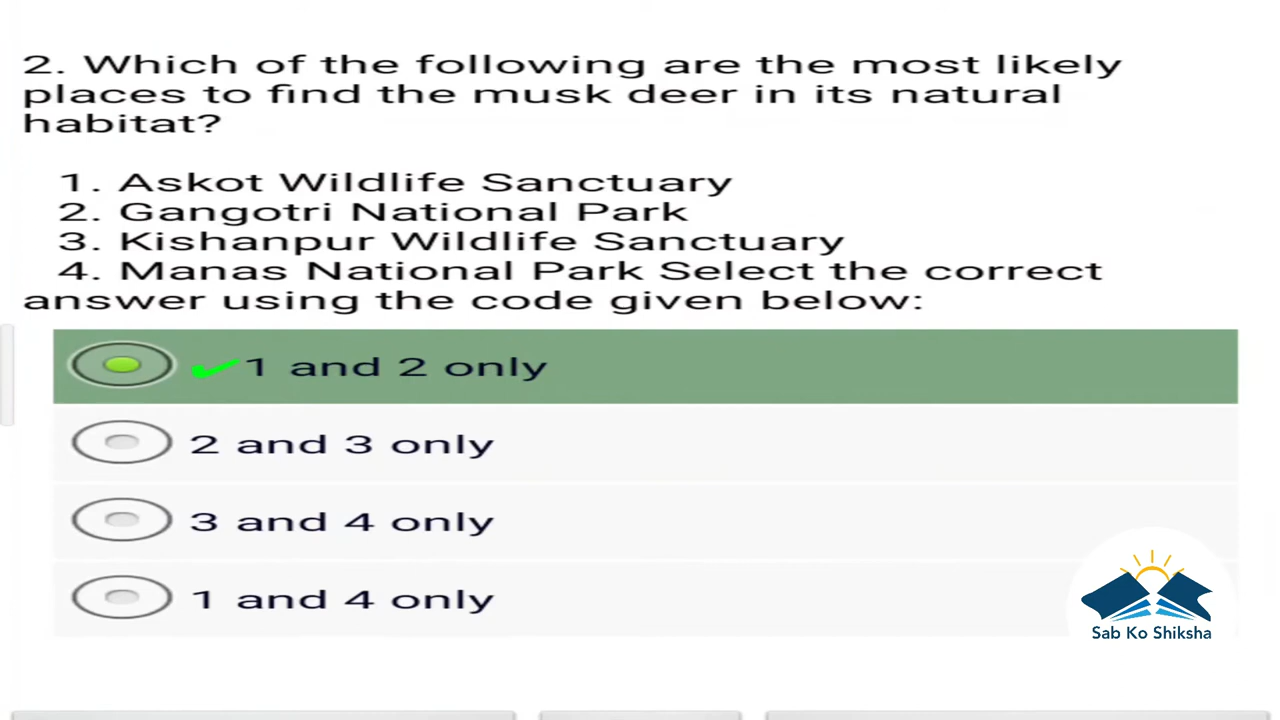 2. Which of the following are the most likely
places to find the musk deer in its natural
habitat?
1. Askot Wildlife Sanctuary
2. Gangotri National Park
3. Kishanpur Wildlife Sanctuary
4. Manas National Park Select the correct
answer using the code given below:
1 and 2 only
2 and 3 only
3 and 4 only
1 and 4 only
Sab Ko Shiksha